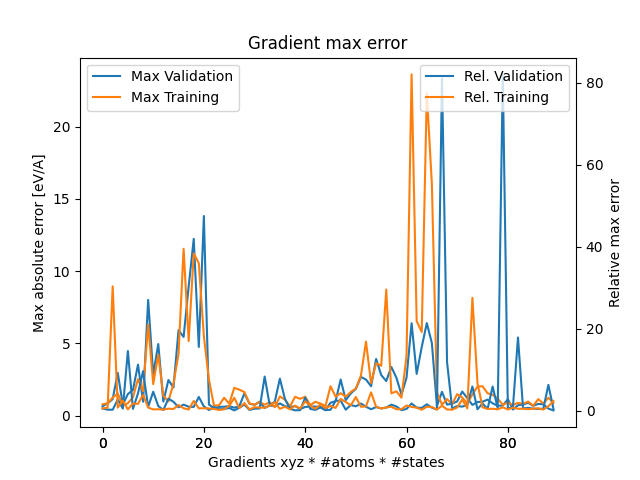 Gradient max error
Max Validation
Max Training
Rel. Validation
Rel. Training
Max absolute error [eV/A]
20
15
10
5
0
80
60
40
20
0
Relative max error
0 20 40 60 80
Gradients xyz * #atoms * #states